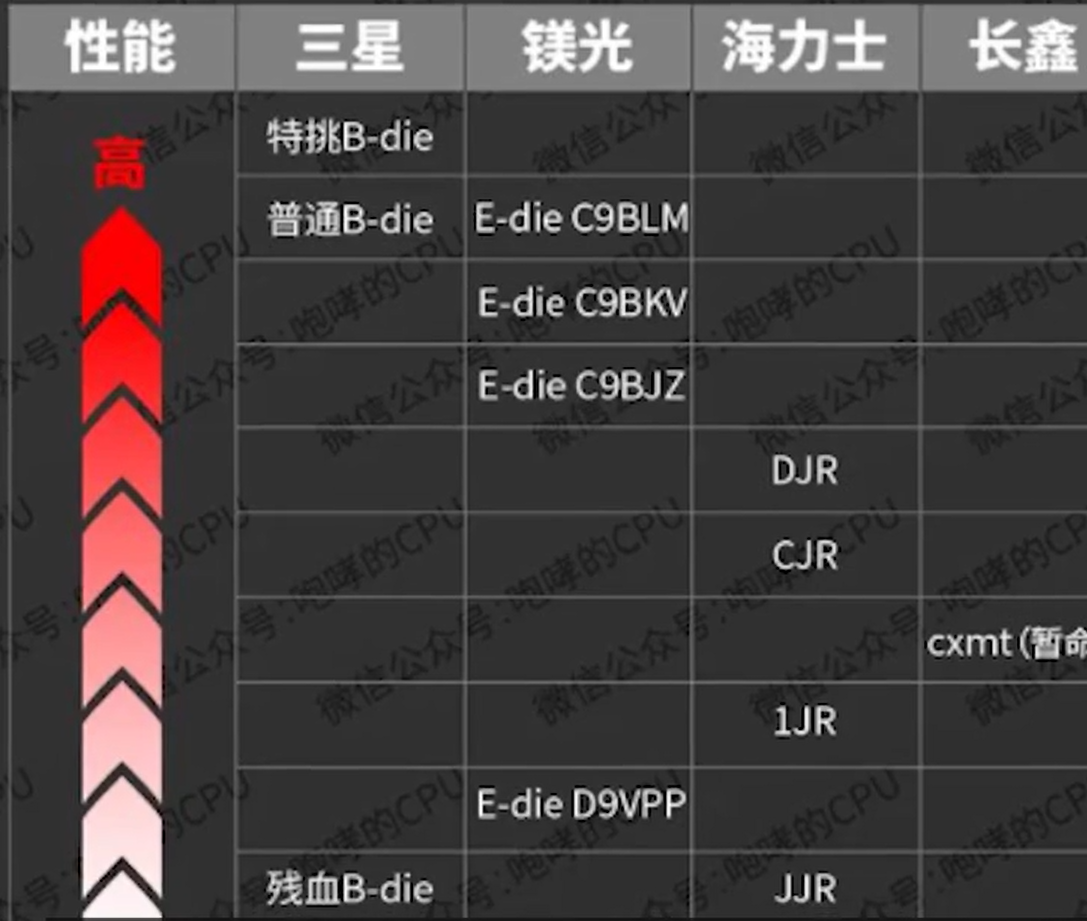 性能 三星 镁光 海力士 长鑫
高
特挑B-die
普通B-die E-die C9BLM
E-die C9BKV
E-die C9BJZ
DJR
CJR
cxmt (暂命
1JR
E-die D9VPP
残血B-die JJR
微信公众号:咆哮的CPU